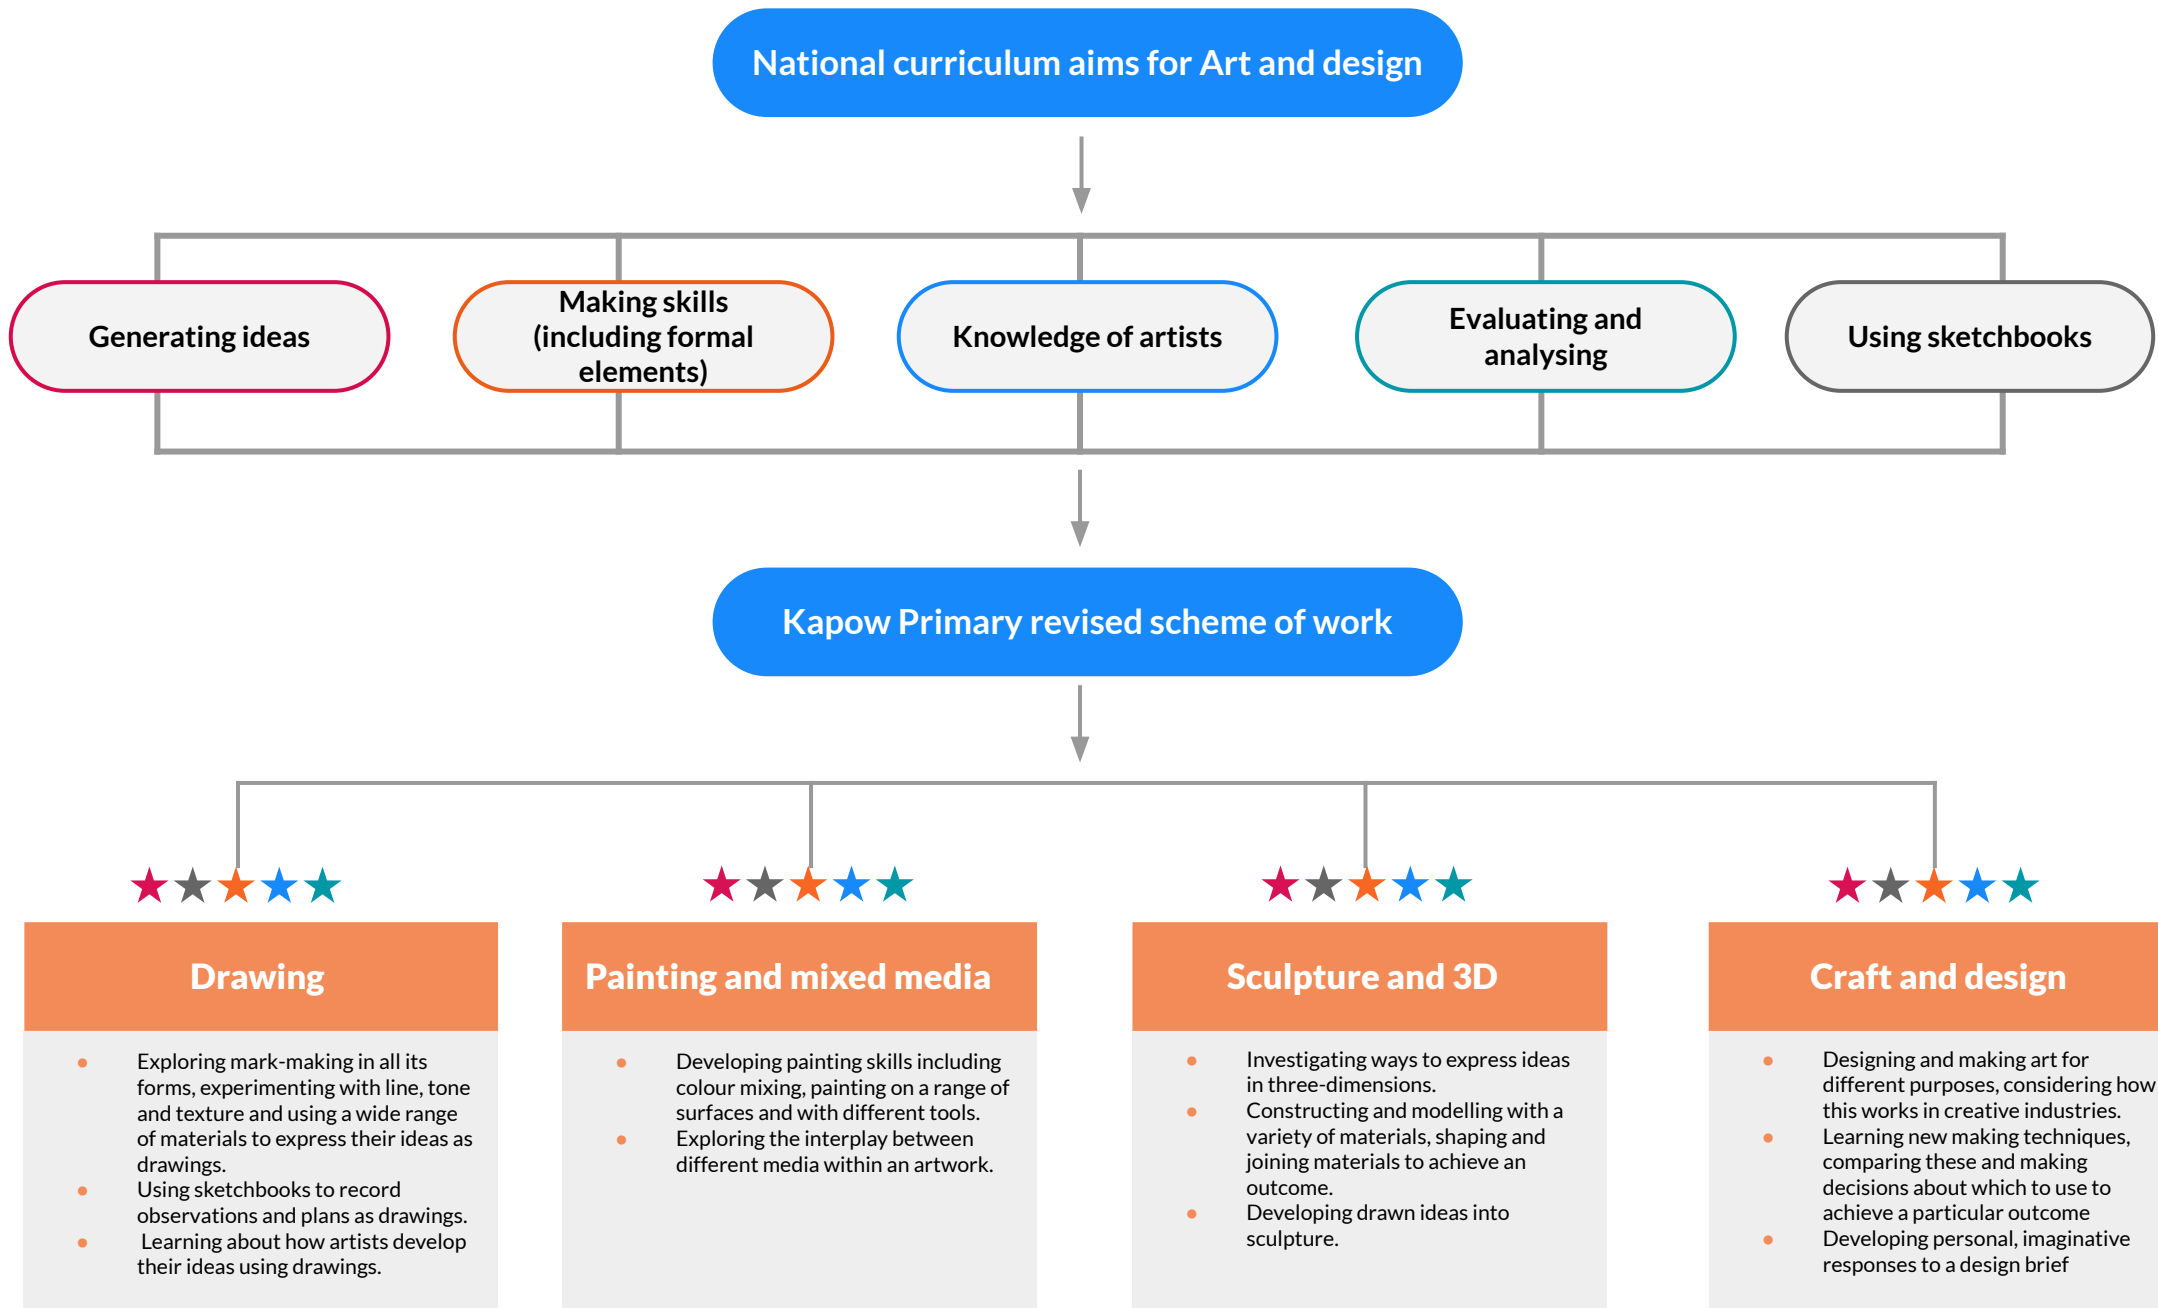 National curriculum aims for Art and design
Generating ideas
Making skills
(including formal
elements)
Knowledge of artists
Evaluating and
analysing
Using sketchbooks
Kapow Primary revised scheme of work
Drawing
Exploring mark-making in all its
forms, experimenting with line, tone
and texture and using a wide range
of materials to express their ideas as
drawings.
Using sketchbooks to record
observations and plans as drawings.
Learning about how artists develop
their ideas using drawings.
Painting and mixed media
Developing painting skills including
colour mixing, painting on a range of
surfaces and with different tools.
Exploring the interplay between
different media within an artwork.
Sculpture and 3D
Investigating ways to express ideas
in three-dimensions.
Constructing and modelling with a
variety of materials, shaping and
joining materials to achieve an
outcome.
Developing drawn ideas into
sculpture.
Craft and design
Designing and making art for
different purposes, considering how
this works in creative industries.
Learning new making techniques,
comparing these and making
decisions about which to use to
achieve a particular outcome
Developing personal, imaginative
responses to a design brief